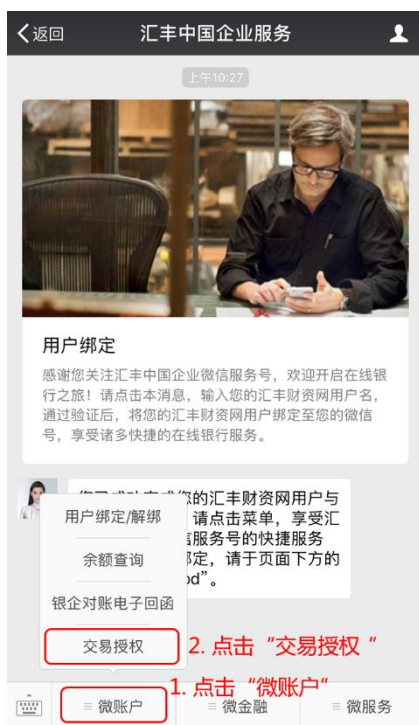 返回
汇丰中国企业服务
上午10:27
用户绑定
感谢您关注汇丰中国企业微信服务号，欢迎开启在线银
行之旅！请点击本消息，输入您的汇丰财资网用户名，
通过验证后，将您的汇丰财资网用户绑定至您的微信
号，享受诸多快捷的在线银行服务。
您的汇丰财资网用户与
请点击菜单，享受汇
信服务号的快捷服务
绑定，请于页面下方的
od”。
用户绑定/解绑
余额查询
银企对账电子回函
交易授权
2. 点击“交易授权 “
1. 点击“微账户”
微账户
微金融
微服务